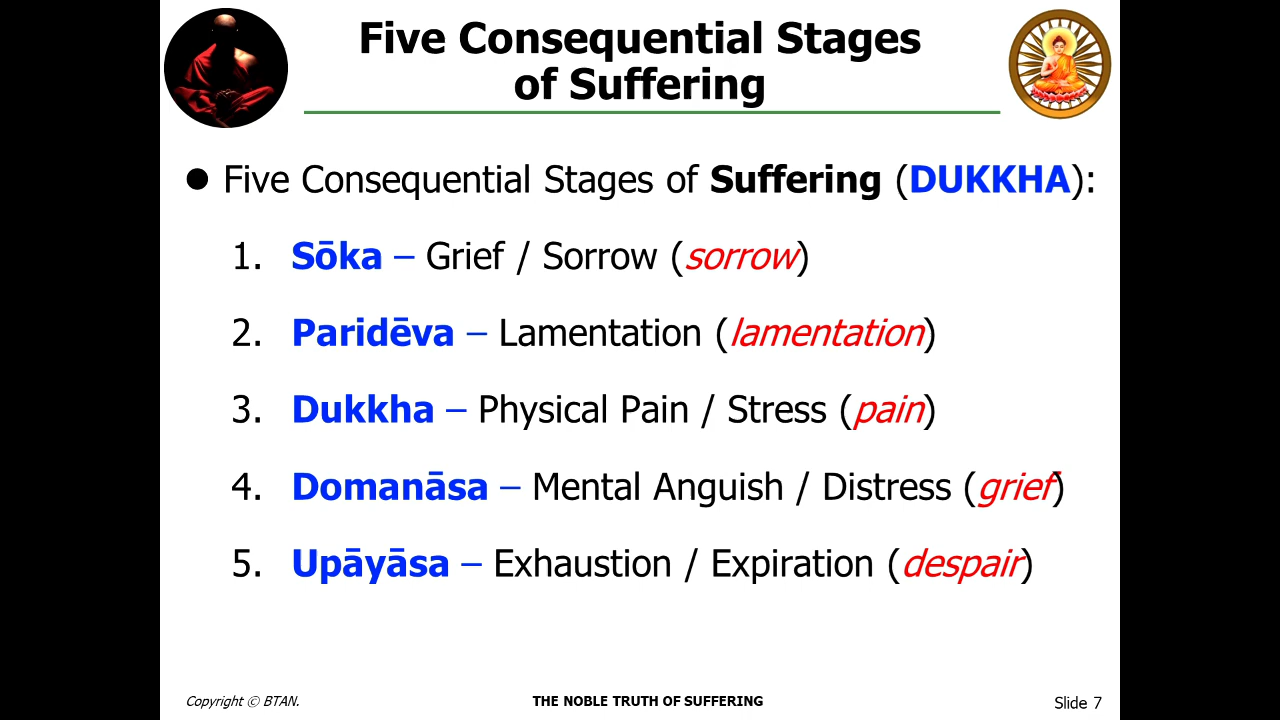 Five Consequential Stages
of Suffering
● Five Consequential Stages of Suffering (DUKKHA):
1. Sōka – Grief / Sorrow (sorrow)
2. Paridēva – Lamentation (lamentation)
3. Dukkha – Physical Pain / Stress (pain)
4. Domanāsa – Mental Anguish / Distress (grief)
5. Upāyāsa – Exhaustion / Expiration (despair)
Copyright © BTAN. THE NOBLE TRUTH OF SUFFERING Slide 7